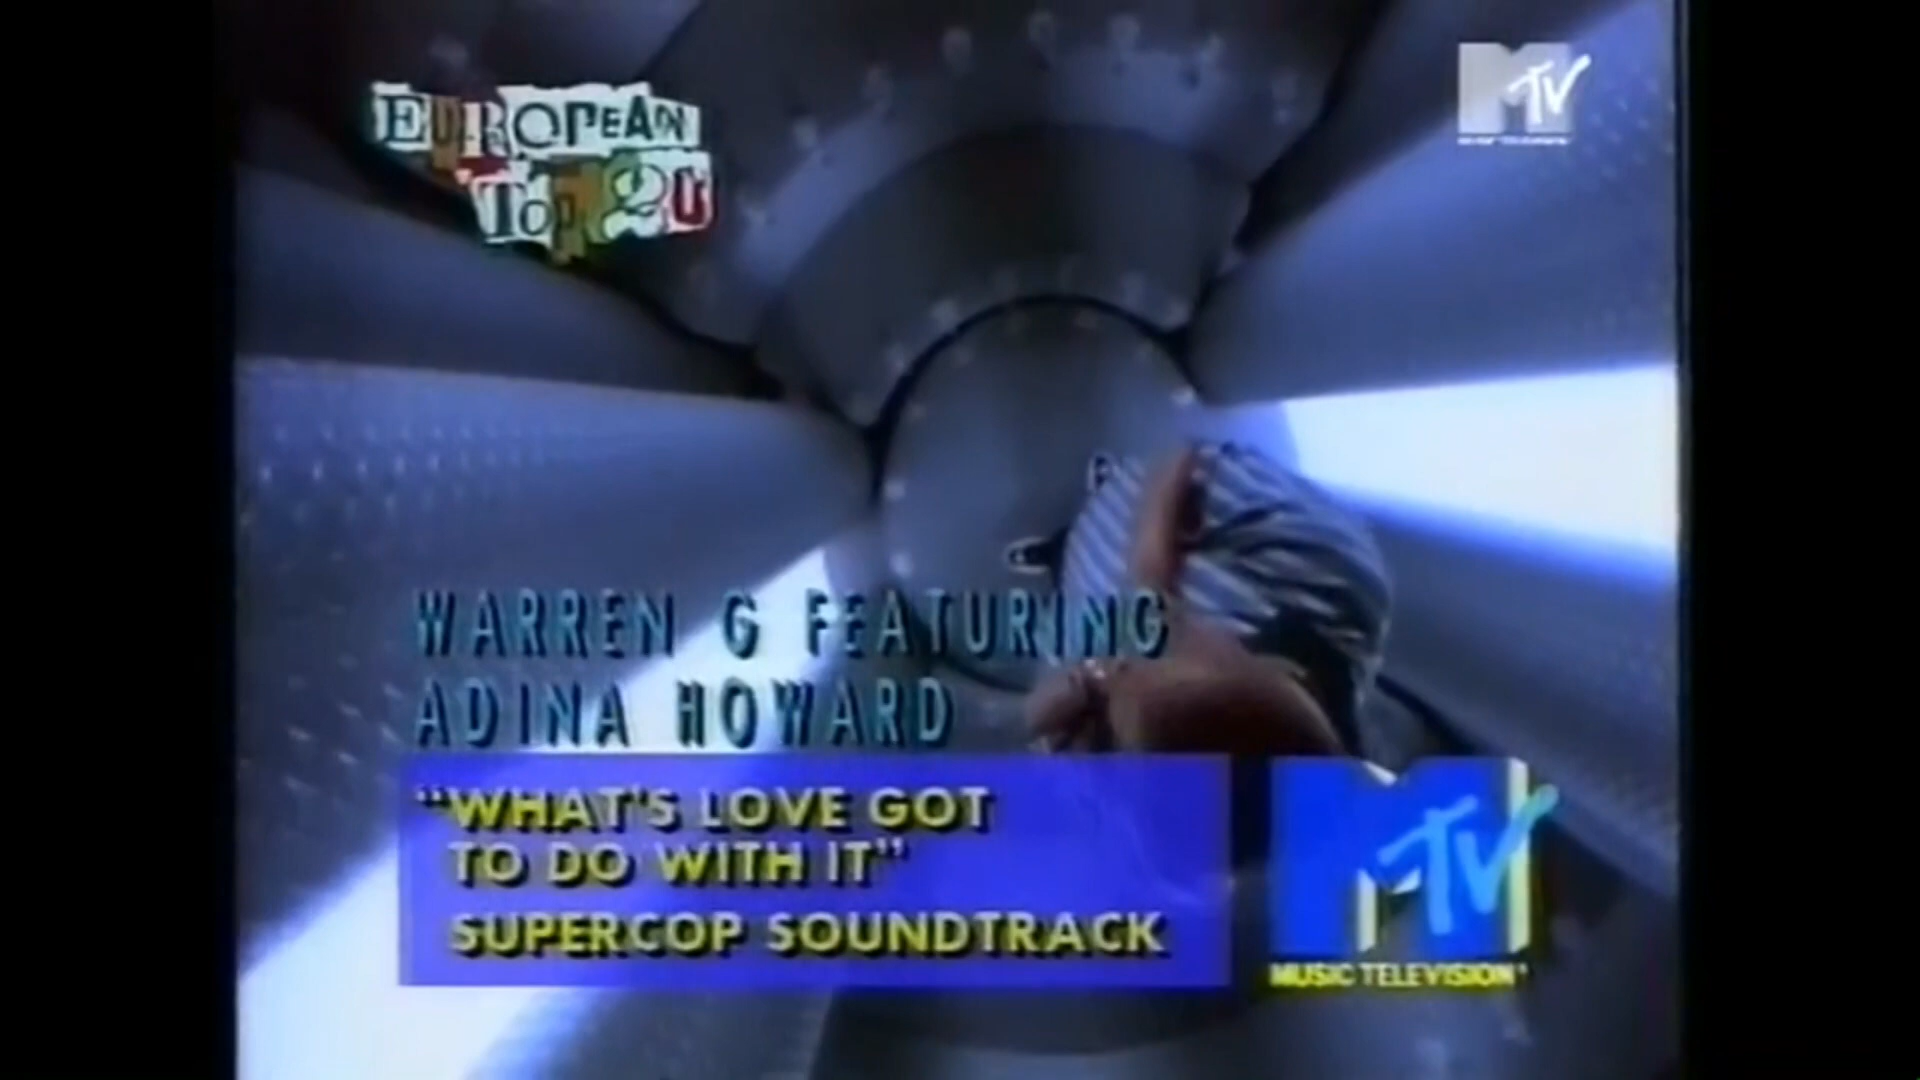 EUROPEAN
TOP 20
MTV
WARREN G FEATURING
ADINA HOWARD
"WHAT'S LOVE GOT
TO DO WITH IT"
SUPERCOP SOUNDTRACK
MTV
MUSIC TELEVISION®